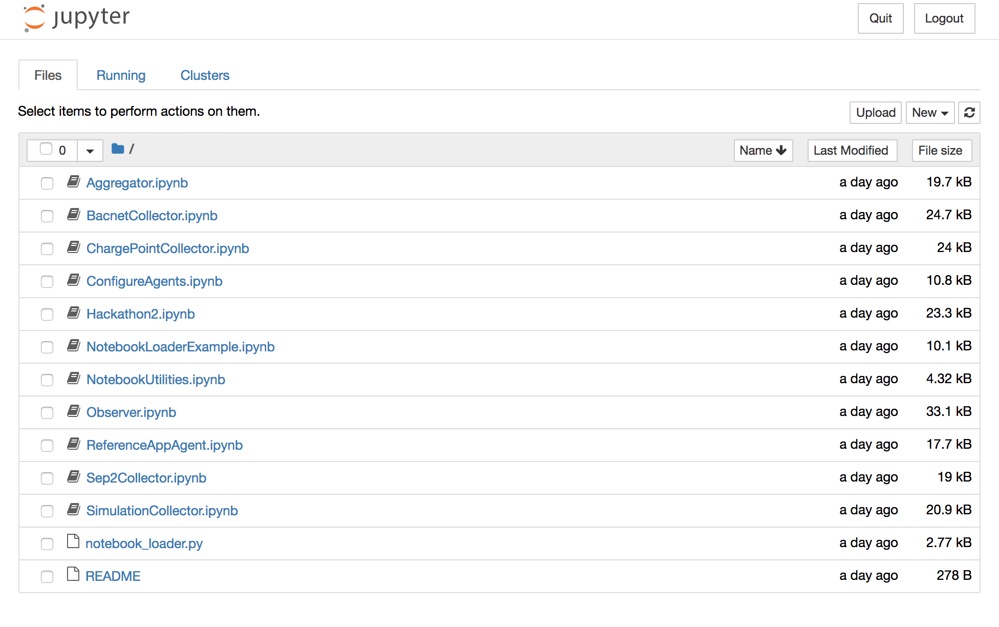 jupyter Quit Logout
Files Running Clusters
Select items to perform actions on them. Upload New
0 / Name Last Modified File size
Aggregator.ipynb a day ago 19.7 kB
BacnetCollector.ipynb a day ago 24.7 kB
ChargePointCollector.ipynb a day ago 24 kB
ConfigureAgents.ipynb a day ago 10.8 kB
Hackathon2.ipynb a day ago 23.3 kB
NotebookLoaderExample.ipynb a day ago 10.1 kB
NotebookUtilities.ipynb a day ago 4.32 kB
Observer.ipynb a day ago 33.1 kB
ReferenceAppAgent.ipynb a day ago 17.7 kB
Sep2Collector.ipynb a day ago 19 kB
SimulationCollector.ipynb a day ago 20.9 kB
notebook_loader.py a day ago 2.77 kB
README a day ago 278 B